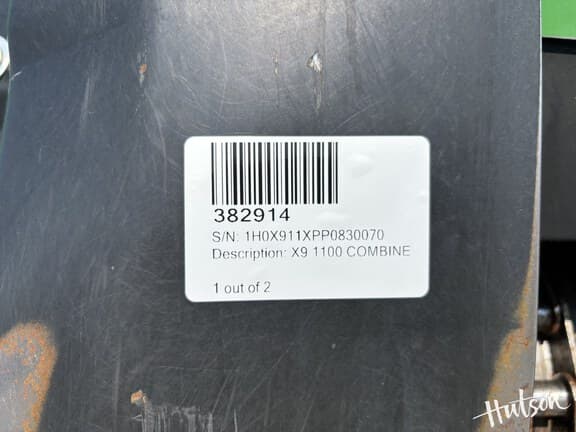 382914
S/N: 1H0X911XPP0830070
Description: X9 1100 COMBINE
1 out of 2
Hutson